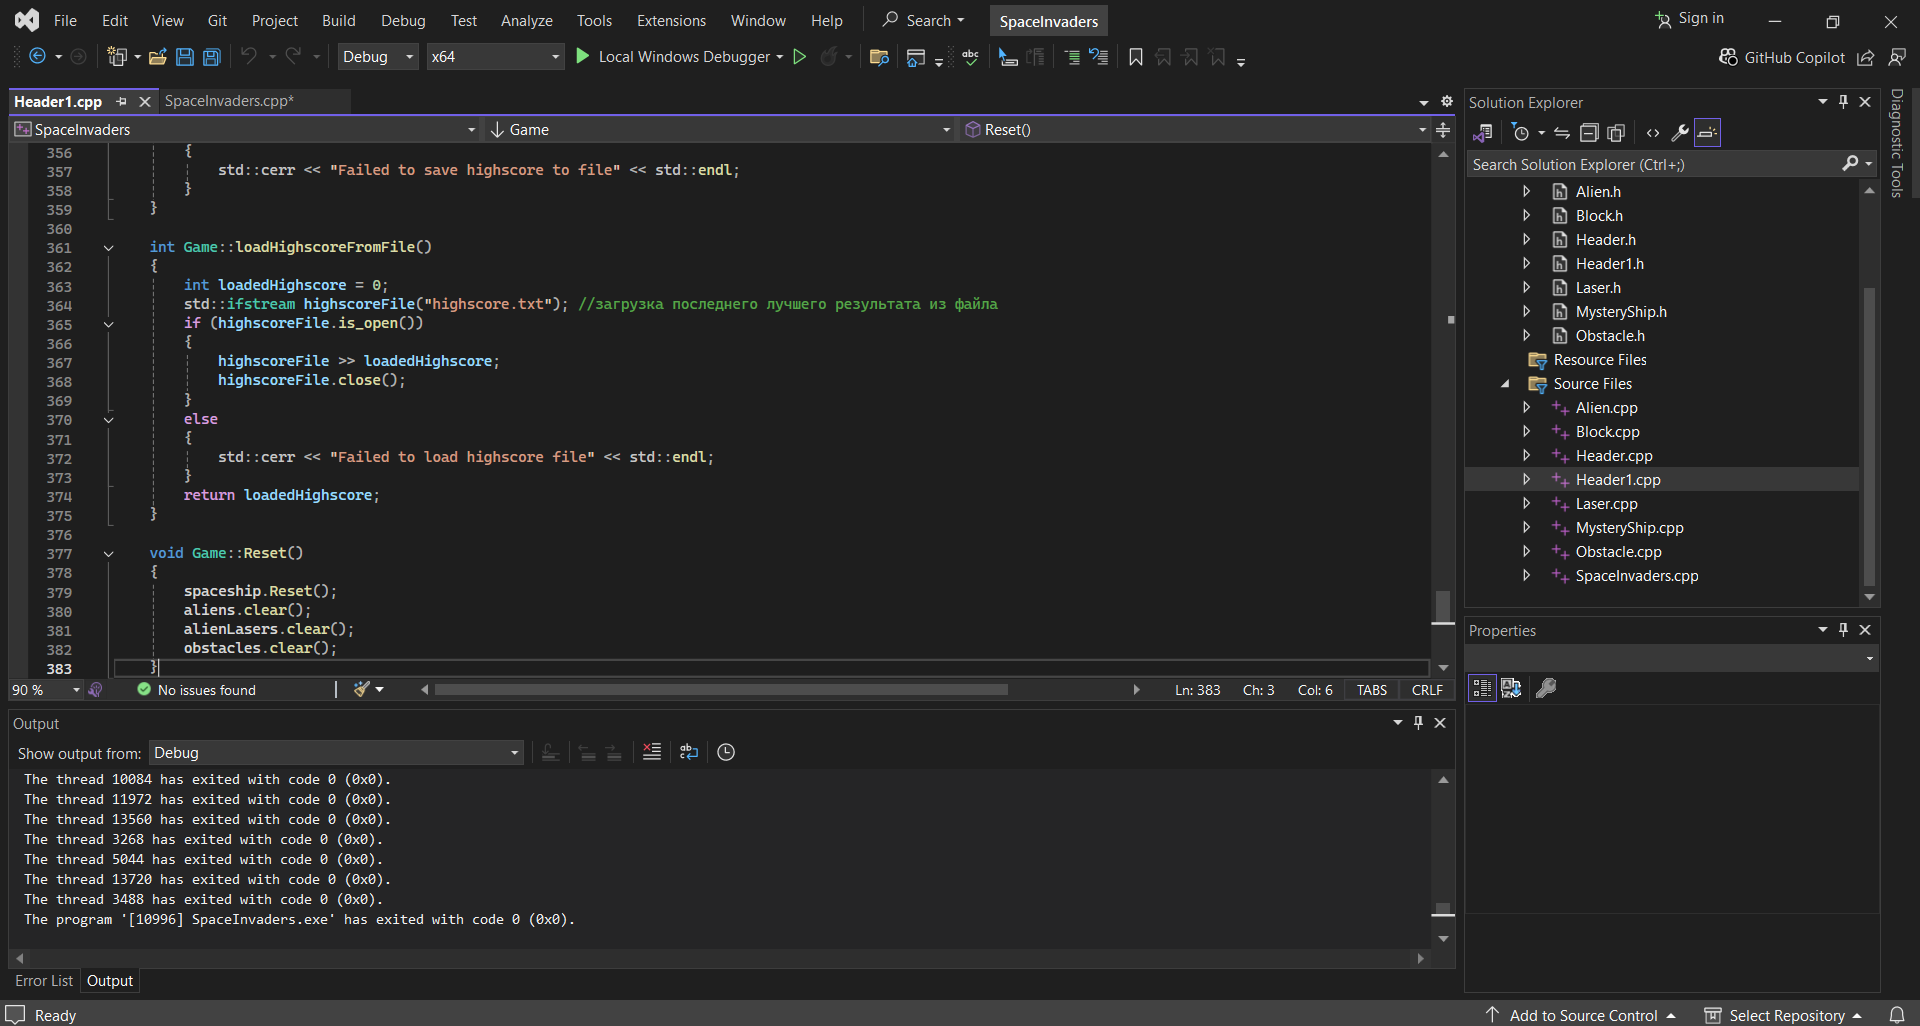 File Edit View Git Project Build Debug Test Analyze Tools Extensions Window Help Search SpaceInvaders Sign in
Debug x64 Local Windows Debugger GitHub Copilot
Header1.cpp SpaceInvaders.cpp*
SpaceInvaders Game Reset()
356 {
357 std::cerr << "Failed to save highscore to file" << std::endl;
358 }
359 }
360
361 int Game::loadHighscoreFromFile()
362 {
363 int loadedHighscore = 0;
364 std::ifstream highscoreFile("highscore.txt"); //загрузка последнего лучшего результата из файла
365 if (highscoreFile.is_open())
366 {
367 highscoreFile >> loadedHighscore;
368 highscoreFile.close();
369 }
370 else
371 {
372 std::cerr << "Failed to load highscore file" << std::endl;
373 }
374 return loadedHighscore;
375 }
376
377 void Game::Reset()
378 {
379 spaceship.Reset();
380 aliens.clear();
381 alienLasers.clear();
382 obstacles.clear();
383 }
90 % No issues found Ln: 383 Ch: 3 Col: 6 TABS CRLF
Output
Show output from: Debug
The thread 10084 has exited with code 0 (0x0).
The thread 11972 has exited with code 0 (0x0).
The thread 13560 has exited with code 0 (0x0).
The thread 3268 has exited with code 0 (0x0).
The thread 5044 has exited with code 0 (0x0).
The thread 13720 has exited with code 0 (0x0).
The thread 3488 has exited with code 0 (0x0).
The program '[10996] SpaceInvaders.exe' has exited with code 0 (0x0).
Error List Output
Solution Explorer
Search Solution Explorer (Ctrl+;)
Alien.h
Block.h
Header.h
Header1.h
Laser.h
MysteryShip.h
Obstacle.h
Resource Files
Source Files
Alien.cpp
Block.cpp
Header.cpp
Header1.cpp
Laser.cpp
MysteryShip.cpp
Obstacle.cpp
SpaceInvaders.cpp
Properties
Diagnostic Tools
Ready Add to Source Control Select Repository